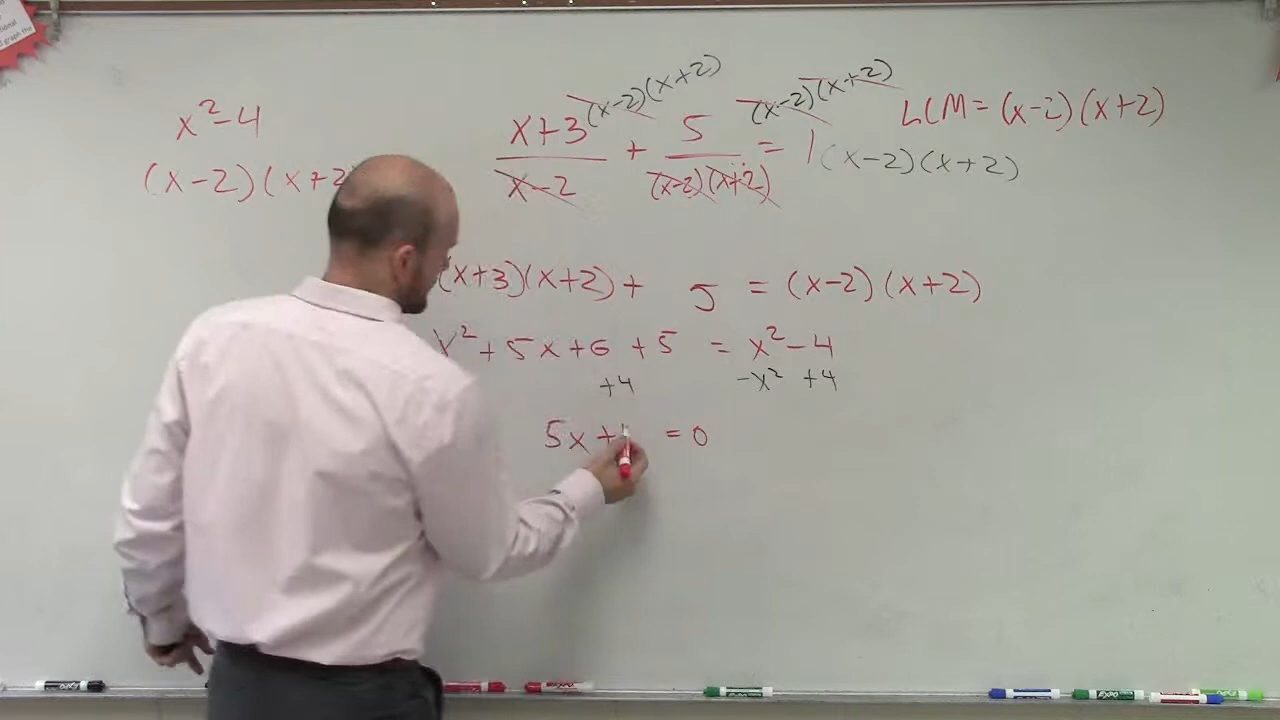 x²-4
(x-2)(x+2)
x+3 (x-2)(x+2) + 5 (x-2)(x+2) = 1 (x-2)(x+2)
x-2 (x-2)(x+2)
LCM = (x-2)(x+2)
(x+3)(x+2) + 5 = (x-2)(x+2)
x² + 5x + 6 + 5 = x² - 4
+4 -x² +4
5x + = 0
EXPO